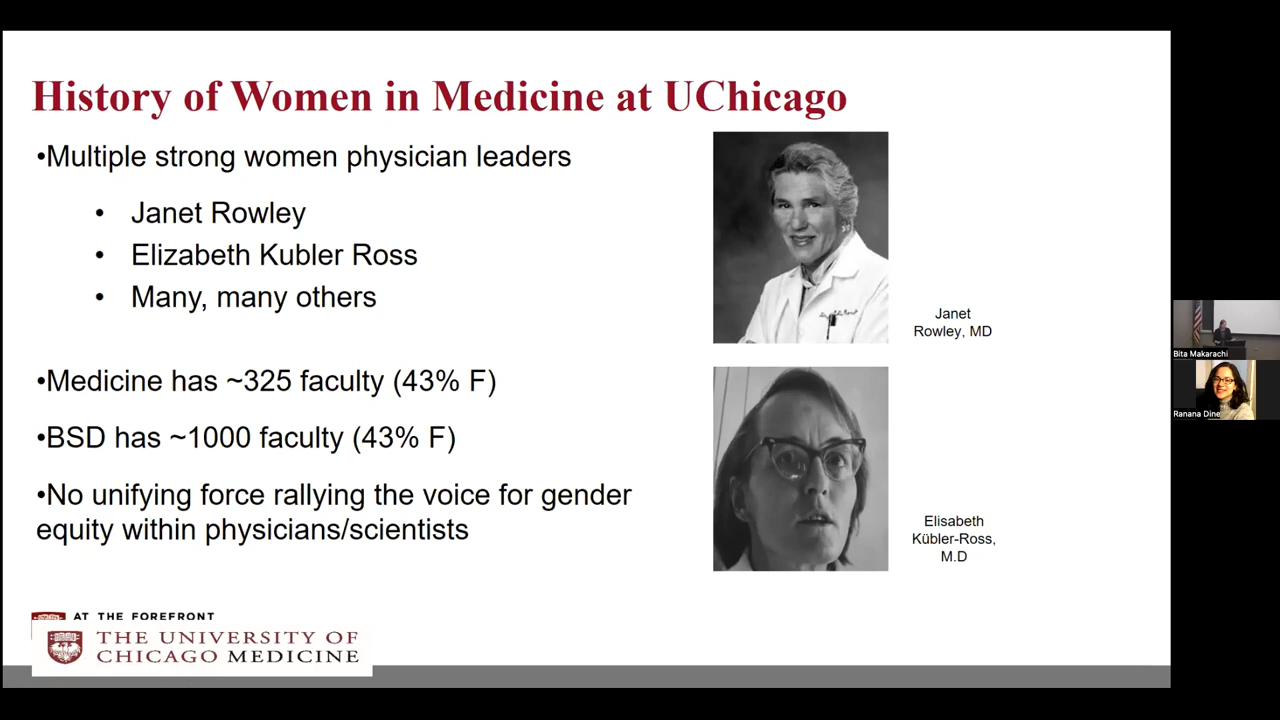 History of Women in Medicine at UChicago
•Multiple strong women physician leaders
• Janet Rowley
• Elizabeth Kubler Ross
• Many, many others
•Medicine has ~325 faculty (43% F)
•BSD has ~1000 faculty (43% F)
•No unifying force rallying the voice for gender
equity within physicians/scientists
Janet
Rowley, MD
Elisabeth
Kübler-Ross,
M.D
AT THE FOREFRONT
THE UNIVERSITY OF
CHICAGO MEDICINE
Bita Makarachi
Ranana Dine